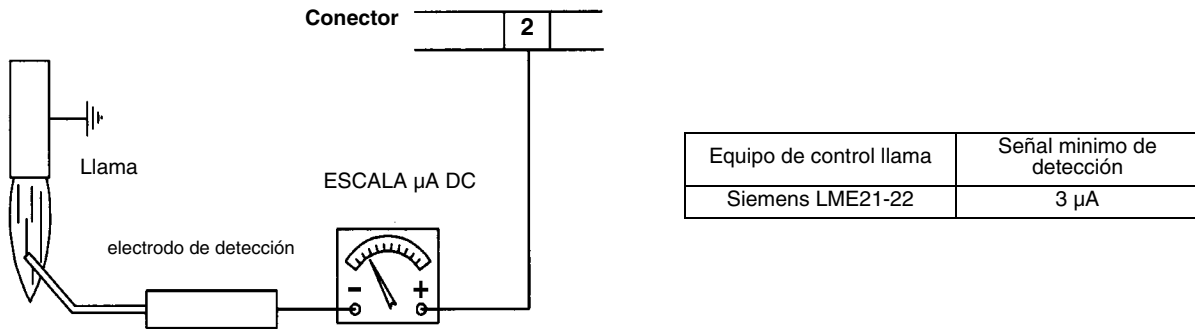 Conector
2
Llama
ESCALA µA DC
electrodo de detección
- +
Equipo de control llama
Señal minimo de
detección
Siemens LME21-22
3 µA